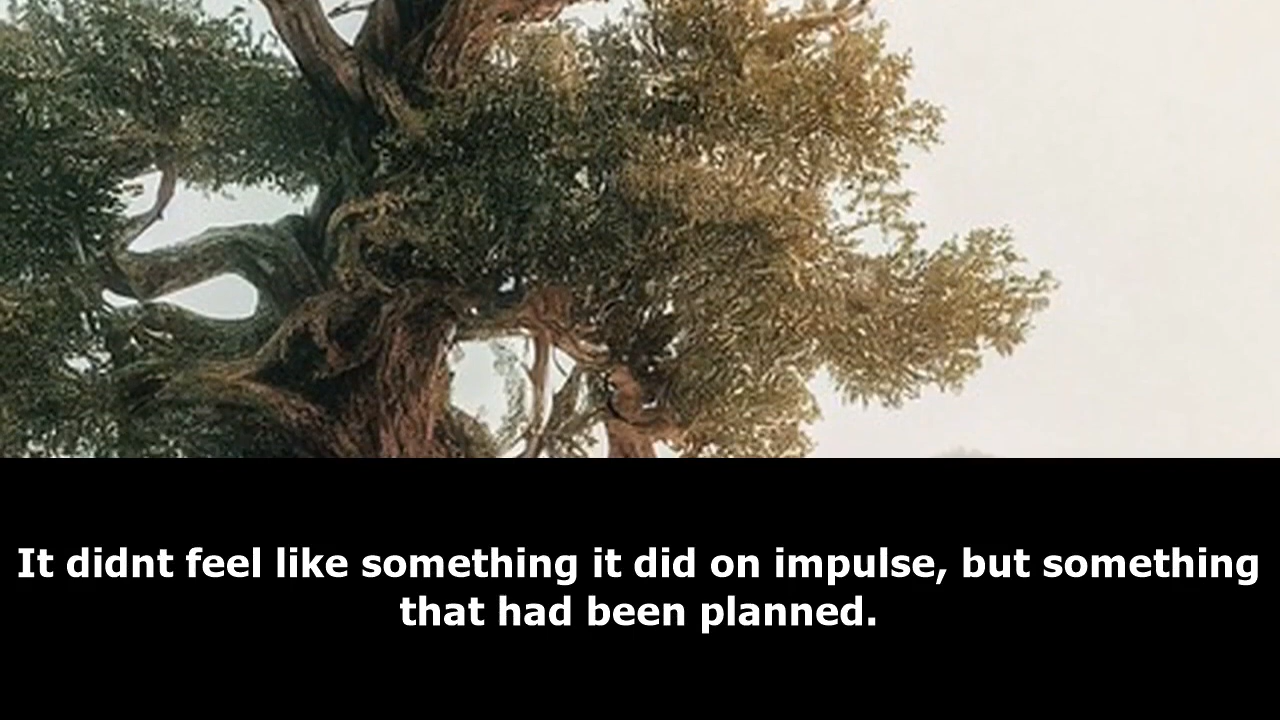 It didnt feel like something it did on impulse, but something
that had been planned.